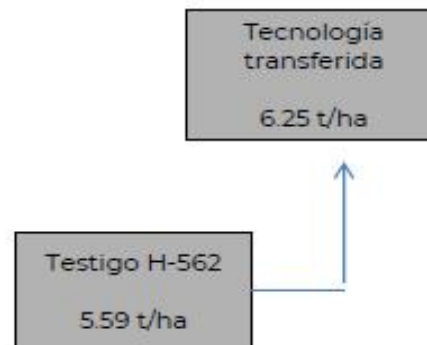 Tecnología
transferida
6.25 t/ha
Testigo H-562
5.59 t/ha